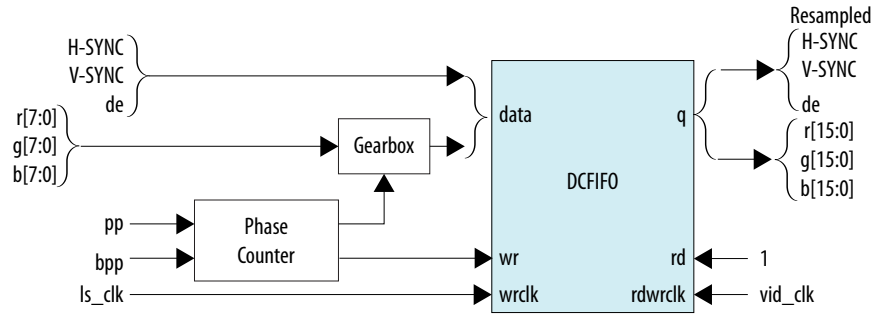 H-SYNC
V-SYNC
de
r[7:0]
g[7:0]
b[7:0]
Gearbox
pp
bpp
Phase
Counter
ls_clk
data
q
DCFIFO
wr
rd
wrclk
rdwrclk
1
vid_clk
Resampled
H-SYNC
V-SYNC
de
r[15:0]
g[15:0]
b[15:0]